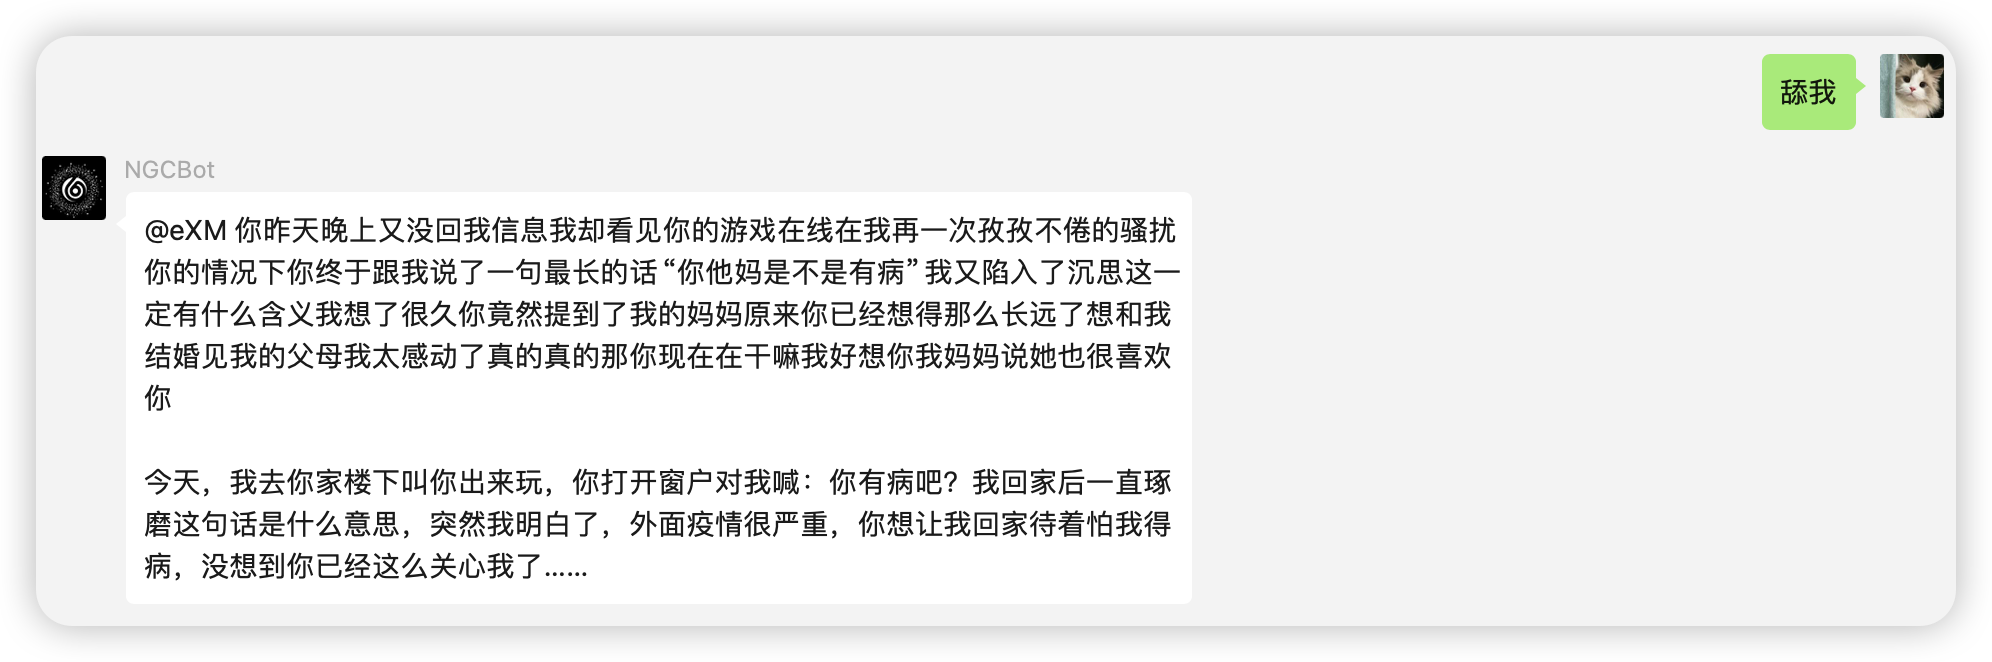 舔我
NGCBot
@eXM 你昨天晚上又没回我信息我却看见你的游戏在线在我再一次孜孜不倦的骚扰
你的情况下你终于跟我说了一句最长的话“你他妈是不是有病”我又陷入了沉思这一
定有什么含义我想了很久你竟然提到了我的妈妈原来你已经想得那么长远了想和我
结婚见我的父母我太感动了真的真的那你现在在干嘛我好想你我妈妈说她也很喜欢
你
今天，我去你家楼下叫你出来玩，你打开窗户对我喊：你有病吧？我回家后一直琢
磨这句话是什么意思，突然我明白了，外面疫情很严重，你想让我回家待着怕我得
病，没想到你已经这么关心我了……